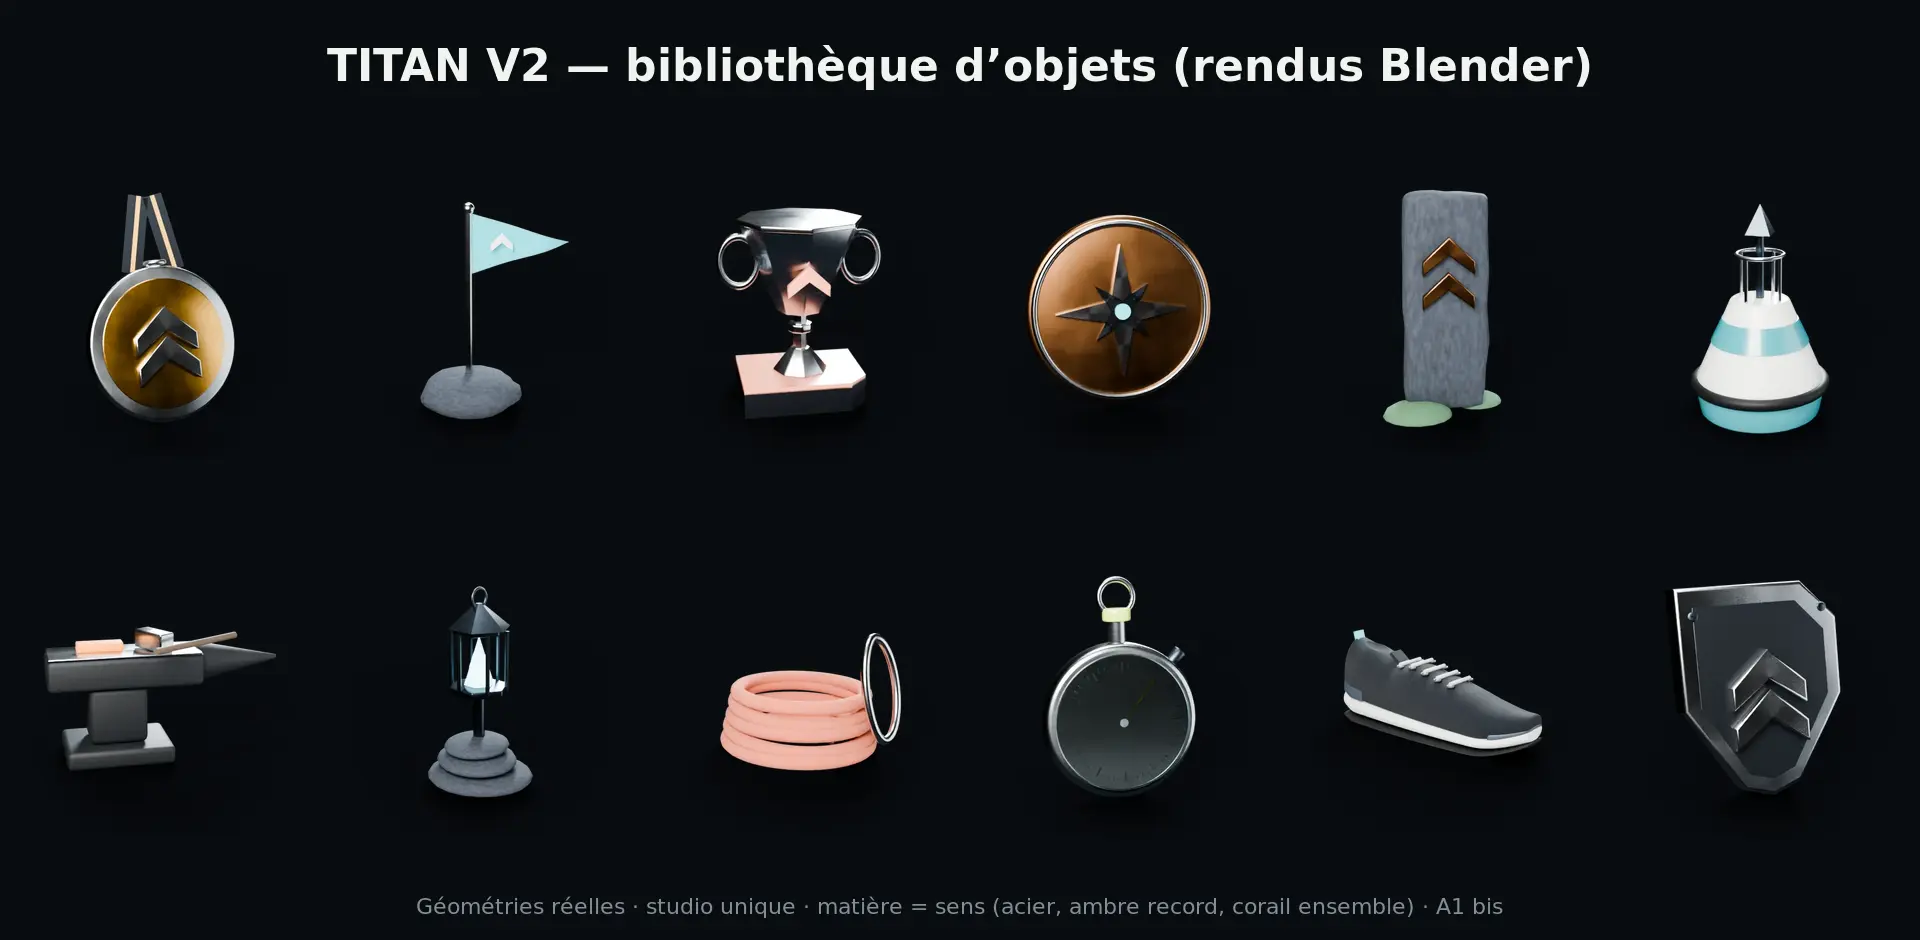 TITAN V2 — bibliothèque d’objets (rendus Blender)
Géométries réelles · studio unique · matière = sens (acier, ambre record, corail ensemble) · A1 bis